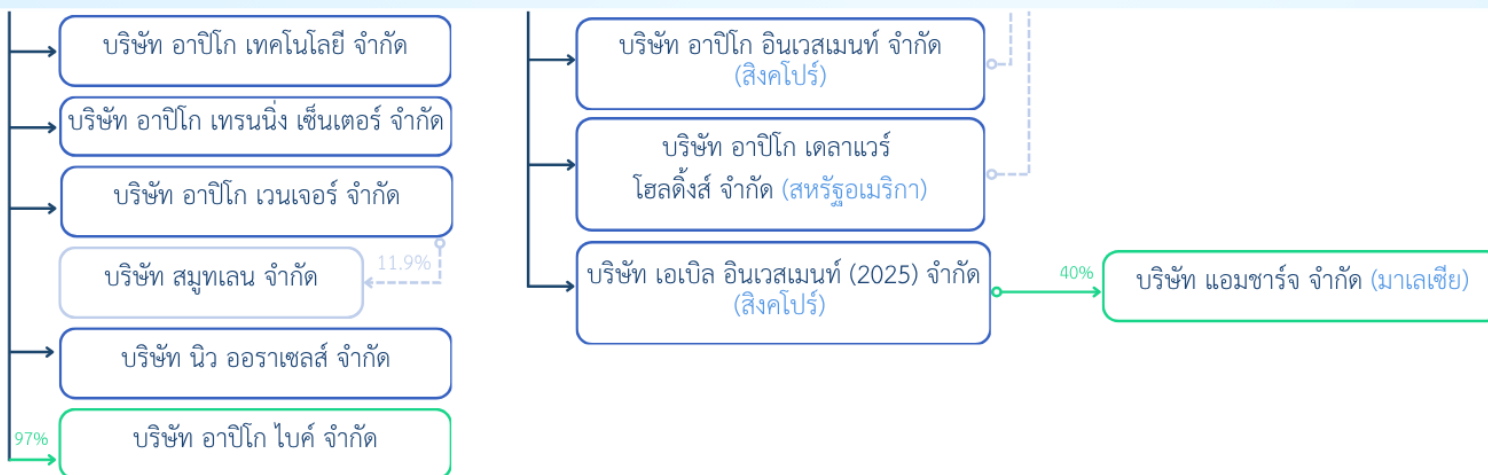 บริษัท อาปิโก เทคโนโลยี จำกัด
บริษัท อาปิโก เทรนนิ่ง เซ็นเตอร์ จำกัด
บริษัท อาปิโก เวนเจอร์ จำกัด
11.9%
บริษัท สมูทเลน จำกัด
บริษัท นิว ออราเซลส์ จำกัด
97%
บริษัท อาปิโก ไบค์ จำกัด
บริษัท อาปิโก อินเวสเมนท์ จำกัด
(สิงคโปร์)
บริษัท อาปิโก เดลาแวร์
โฮลดิ้งส์ จำกัด (สหรัฐอเมริกา)
บริษัท เอเบิล อินเวสเมนท์ (2025) จำกัด
(สิงคโปร์)
40%
บริษัท แอมชาร์จ จำกัด (มาเลเซีย)